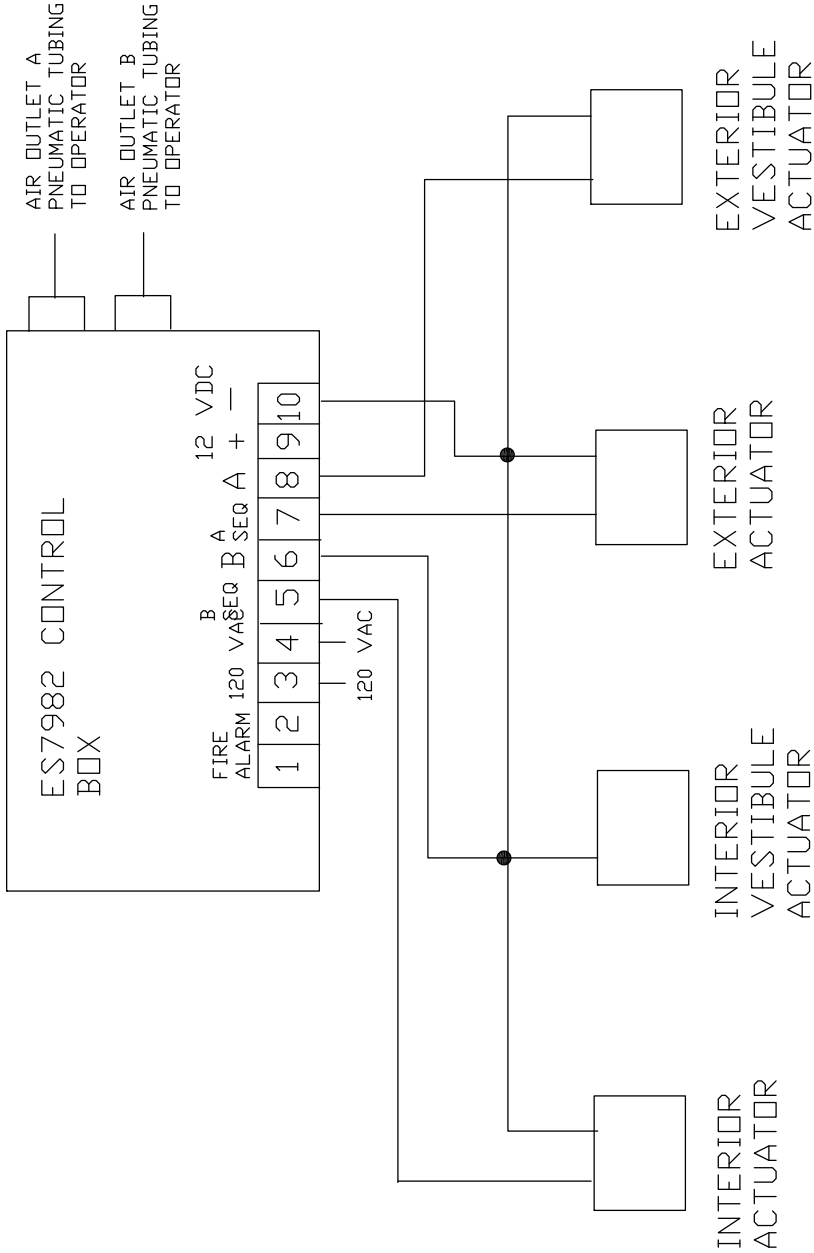 AIR OUTLET A
PNEUMATIC TUBING
TO OPERATOR
AIR OUTLET B
PNEUMATIC TUBING
TO OPERATOR
ES7982 CONTROL
BOX
FIRE
ALARM
120 VAC
B
SEQ
B
A
SEQ
A
12 VDC
+ -
1 2 3 4 5 6 7 8 9 10
120 VAC
INTERIOR
ACTUATOR
INTERIOR
VESTIBULE
ACTUATOR
EXTERIOR
ACTUATOR
EXTERIOR
VESTIBULE
ACTUATOR